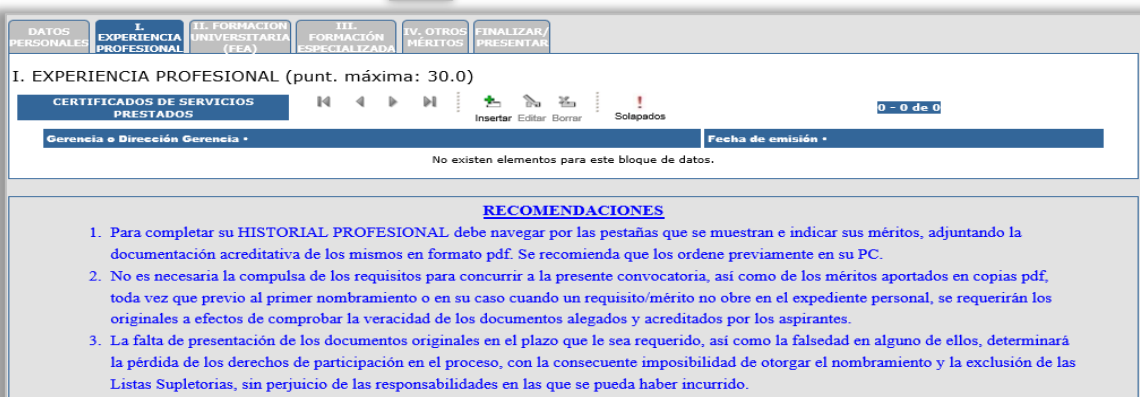 DATOS
PERSONALES
I.
EXPERIENCIA
PROFESIONAL
II. FORMACION
UNIVERSITARIA
(FEA)
III.
FORMACIÓN
ESPECIALIZADA
IV. OTROS
MÉRITOS
FINALIZAR/
PRESENTAR
I. EXPERIENCIA PROFESIONAL (punt. máxima: 30.0)
CERTIFICADOS DE SERVICIOS
PRESTADOS
Insertar Editar Borrar
Solapados
0 - 0 de 0
Gerencia o Dirección Gerencia • Fecha de emisión •
No existen elementos para este bloque de datos.
RECOMENDACIONES
1. Para completar su HISTORIAL PROFESIONAL debe navegar por las pestañas que se muestran e indicar sus méritos, adjuntando la
documentación acreditativa de los mismos en formato pdf. Se recomienda que los ordene previamente en su PC.
2. No es necesaria la compulsa de los requisitos para concurrir a la presente convocatoria, así como de los méritos aportados en copias pdf,
toda vez que previo al primer nombramiento o en su caso cuando un requisito/mérito no obre en el expediente personal, se requerirán los
originales a efectos de comprobar la veracidad de los documentos alegados y acreditados por los aspirantes.
3. La falta de presentación de los documentos originales en el plazo que le sea requerido, así como la falsedad en alguno de ellos, determinará
la pérdida de los derechos de participación en el proceso, con la consecuente imposibilidad de otorgar el nombramiento y la exclusión de las
Listas Supletorias, sin perjuicio de las responsabilidades en las que se pueda haber incurrido.